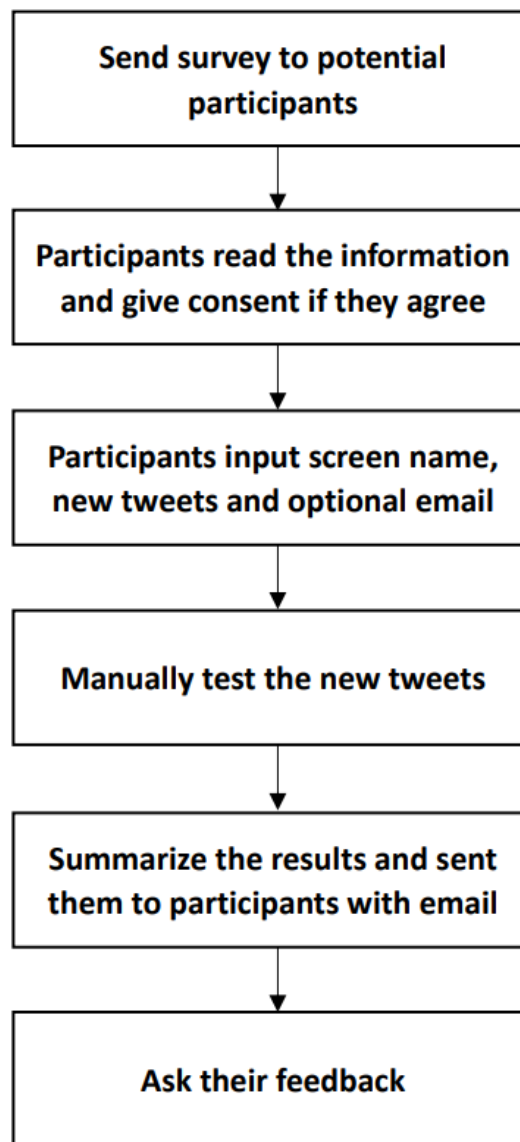 Send survey to potential
participants
Participants read the information
and give consent if they agree
Participants input screen name,
new tweets and optional email
Manually test the new tweets
Summarize the results and sent
them to participants with email
Ask their feedback